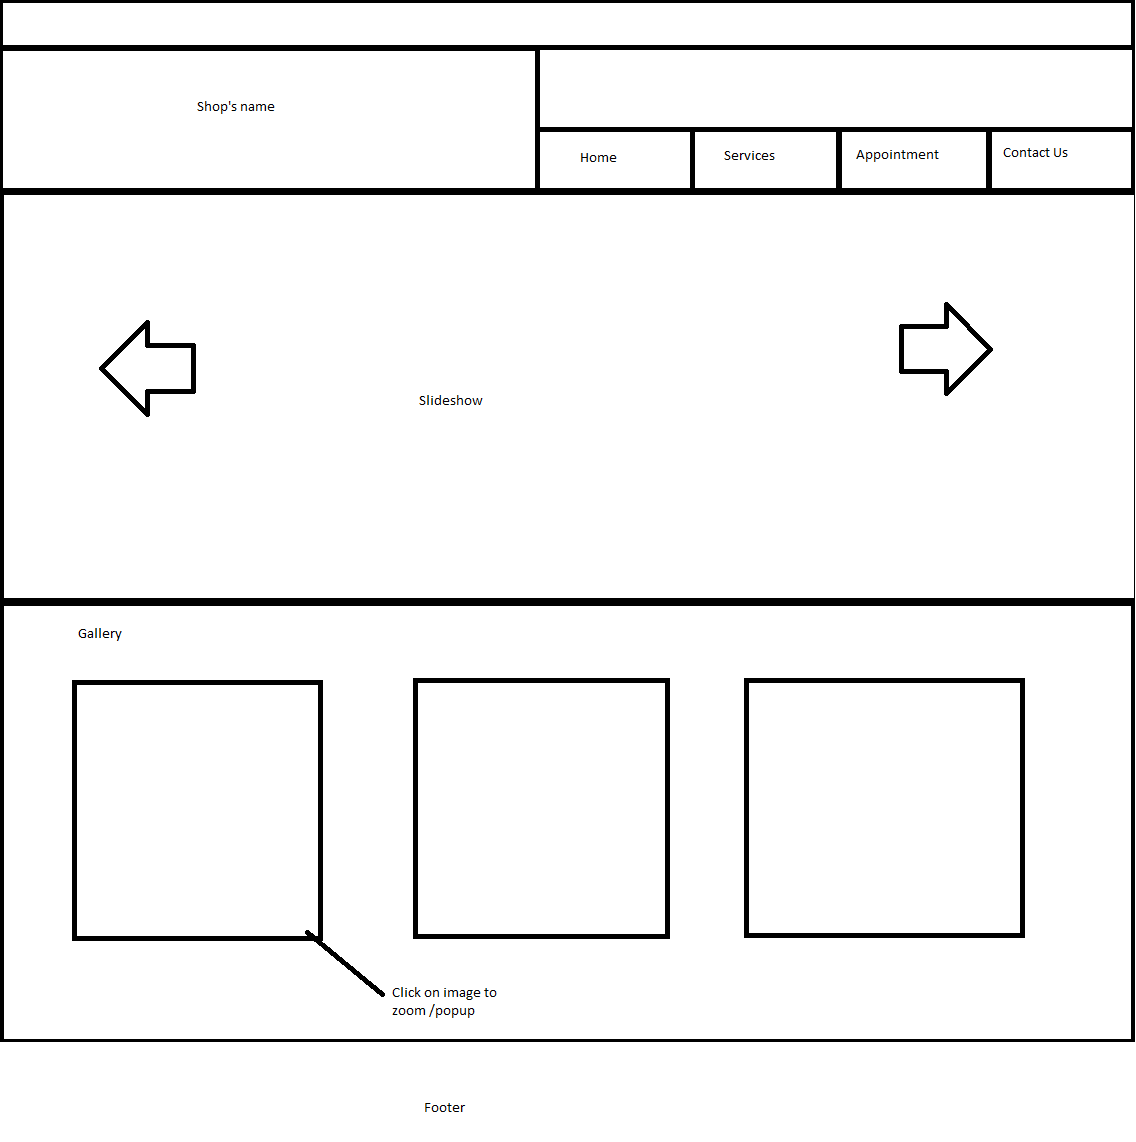 Shop's name
Home
Services
Appointment
Contact Us
Slideshow
Gallery
Click on image to
zoom /popup
Footer